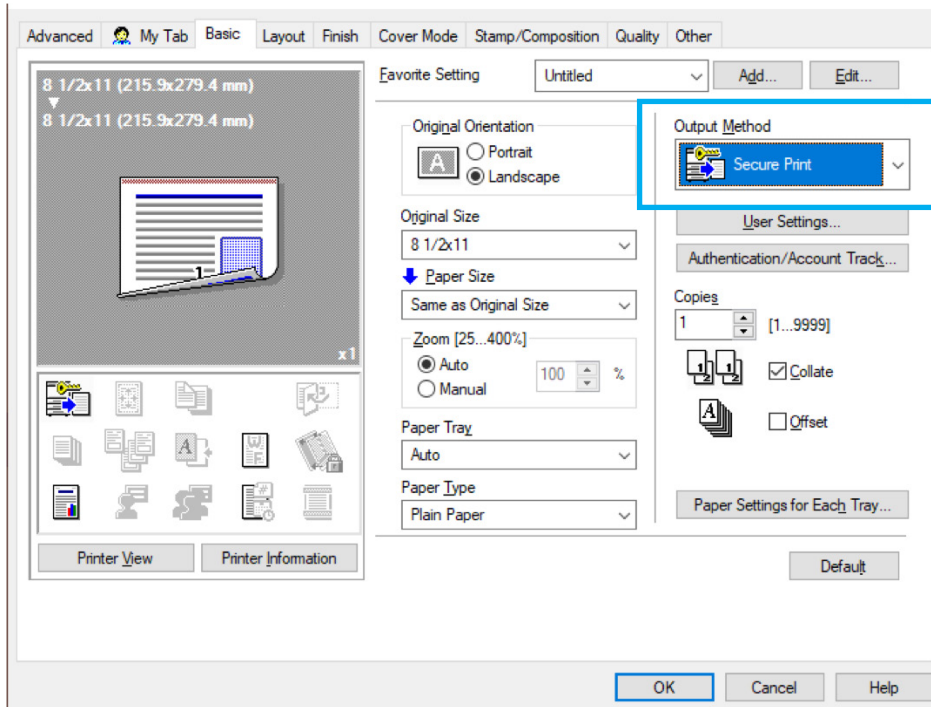 Advanced My Tab Basic Layout Finish Cover Mode Stamp/Composition Quality Other
8 1/2x11 (215.9x279.4 mm)
8 1/2x11 (215.9x279.4 mm)
1
x1
Printer View Printer Information
Favorite Setting Untitled Add... Edit...
Original Orientation
A
Portrait
Landscape
Original Size
8 1/2x11
Paper Size
Same as Original Size
Zoom [25...400%]
Auto
Manual
100 %
Paper Tray
Auto
Paper Type
Plain Paper
Output Method
Secure Print
User Settings...
Authentication/Account Track...
Copies
1 [1...9999]
Collate
Offset
Paper Settings for Each Tray...
Default
OK Cancel Help